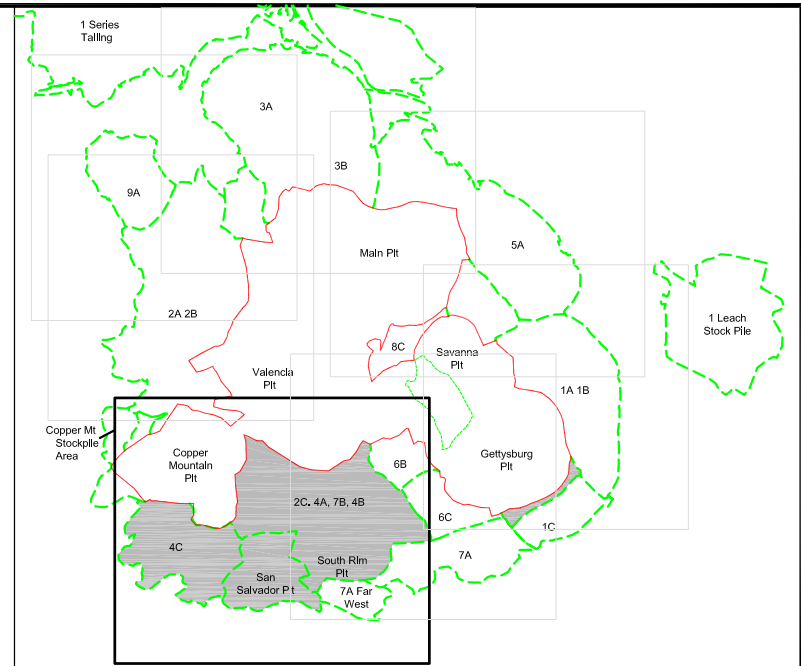 1 Series
Tailing
3A
3B
9A
5A
Main Pit
2A 2B
1 Leach
Stock Pile
8C
Savanna
Pit
Valencia
Pit
1A 1B
Copper Mt
Stockpile
Area
Copper
Mountain
Pit
6B
Gettysburg
Pit
2C. 4A, 7B, 4B
6C
1C
4C
7A
South Rim
Pit
San
Salvador P t
7A Far
West